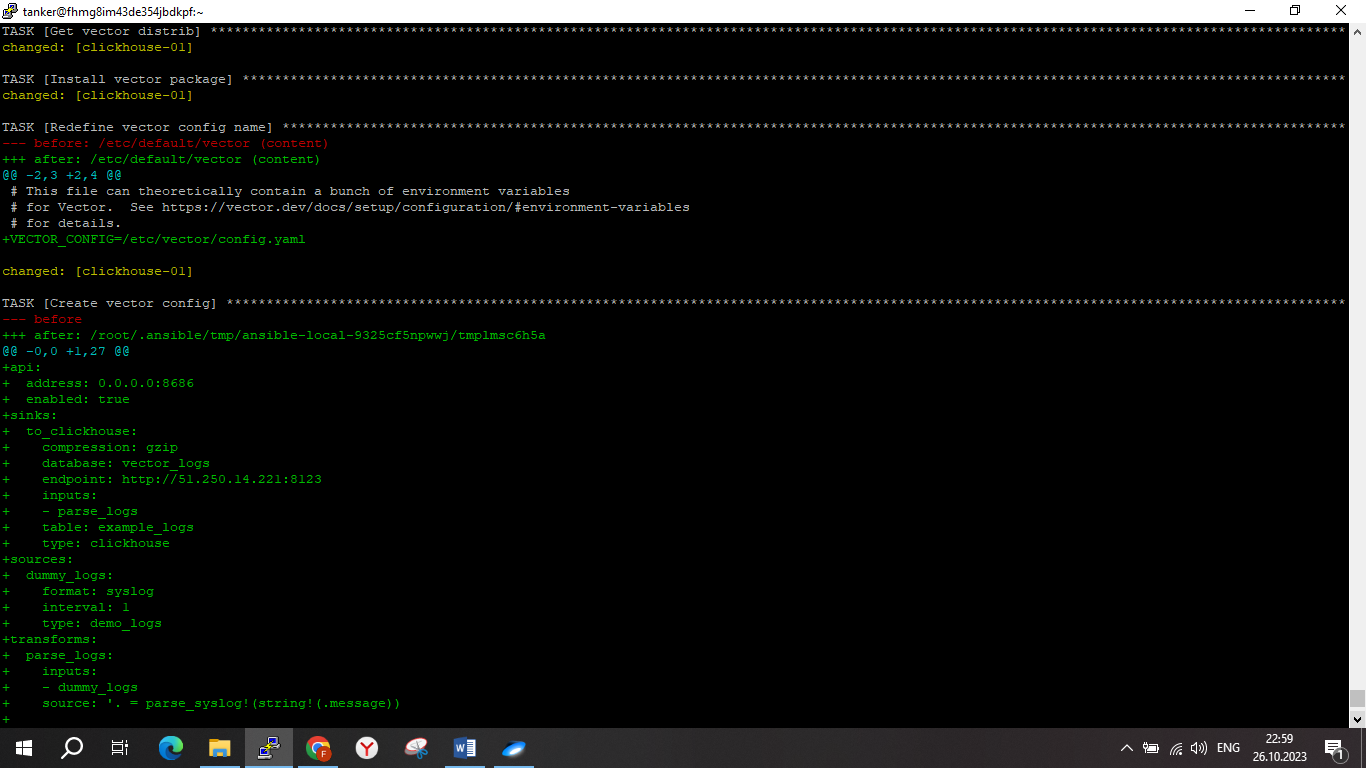 tanker@fhmg8im43de354jbdkpf:~
TASK [Get vector distrib] **********************************************************************************************************************************************
changed: [clickhouse-01]
TASK [Install vector package] ******************************************************************************************************************************************
changed: [clickhouse-01]
TASK [Redefine vector config name] *************************************************************************************************************************************
--- before: /etc/default/vector (content)
+++ after: /etc/default/vector (content)
@@ -2,3 +2,4 @@
# This file can theoretically contain a bunch of environment variables
# for Vector.  See https://vector.dev/docs/setup/configuration/#environment-variables
# for details.
+VECTOR_CONFIG=/etc/vector/config.yaml
changed: [clickhouse-01]
TASK [Create vector config] ********************************************************************************************************************************************
--- before
+++ after: /root/.ansible/tmp/ansible-local-9325cf5npwwj/tmplmsc6h5a
@@ -0,0 +1,27 @@
+api:
+  address: 0.0.0.0:8686
+  enabled: true
+sinks:
+  to_clickhouse:
+    compression: gzip
+    database: vector_logs
+    endpoint: http://51.250.14.221:8123
+    inputs:
+    - parse_logs
+    table: example_logs
+    type: clickhouse
+sources:
+  dummy_logs:
+    format: syslog
+    interval: 1
+    type: demo_logs
+transforms:
+  parse_logs:
+    inputs:
+    - dummy_logs
+    source: '. = parse_syslog!(string!(.message))
+
ENG
22:59
26.10.2023
1